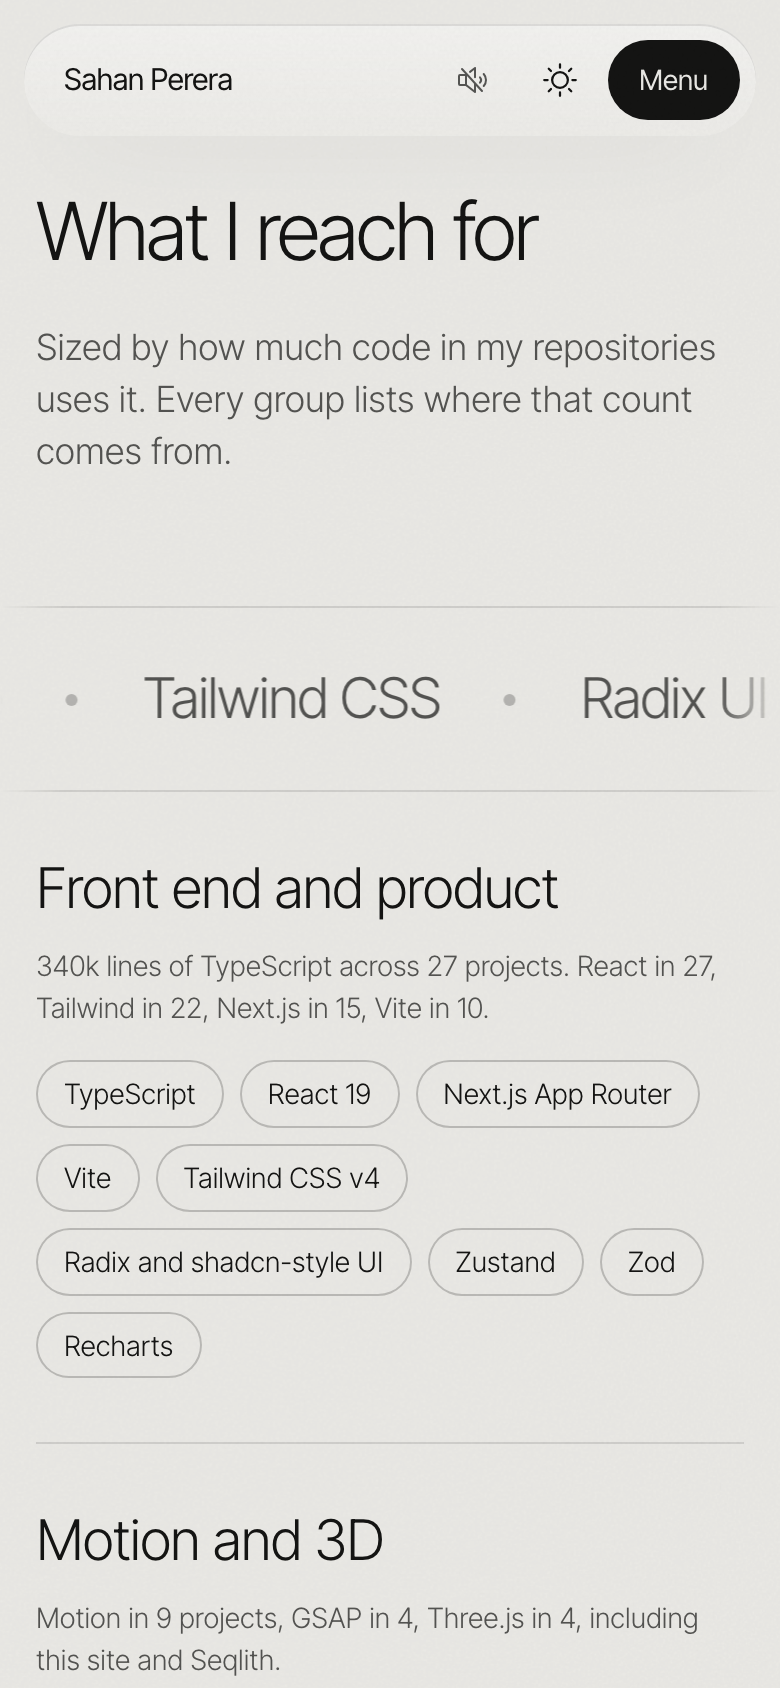 Sahan Perera
Menu
What I reach for
Sized by how much code in my repositories
uses it. Every group lists where that count
comes from.
• Tailwind CSS • Radix UI
Front end and product
340k lines of TypeScript across 27 projects. React in 27,
Tailwind in 22, Next.js in 15, Vite in 10.
TypeScript React 19 Next.js App Router
Vite Tailwind CSS v4
Radix and shadcn-style UI Zustand Zod
Recharts
Motion and 3D
Motion in 9 projects, GSAP in 4, Three.js in 4, including
this site and Seqlith.